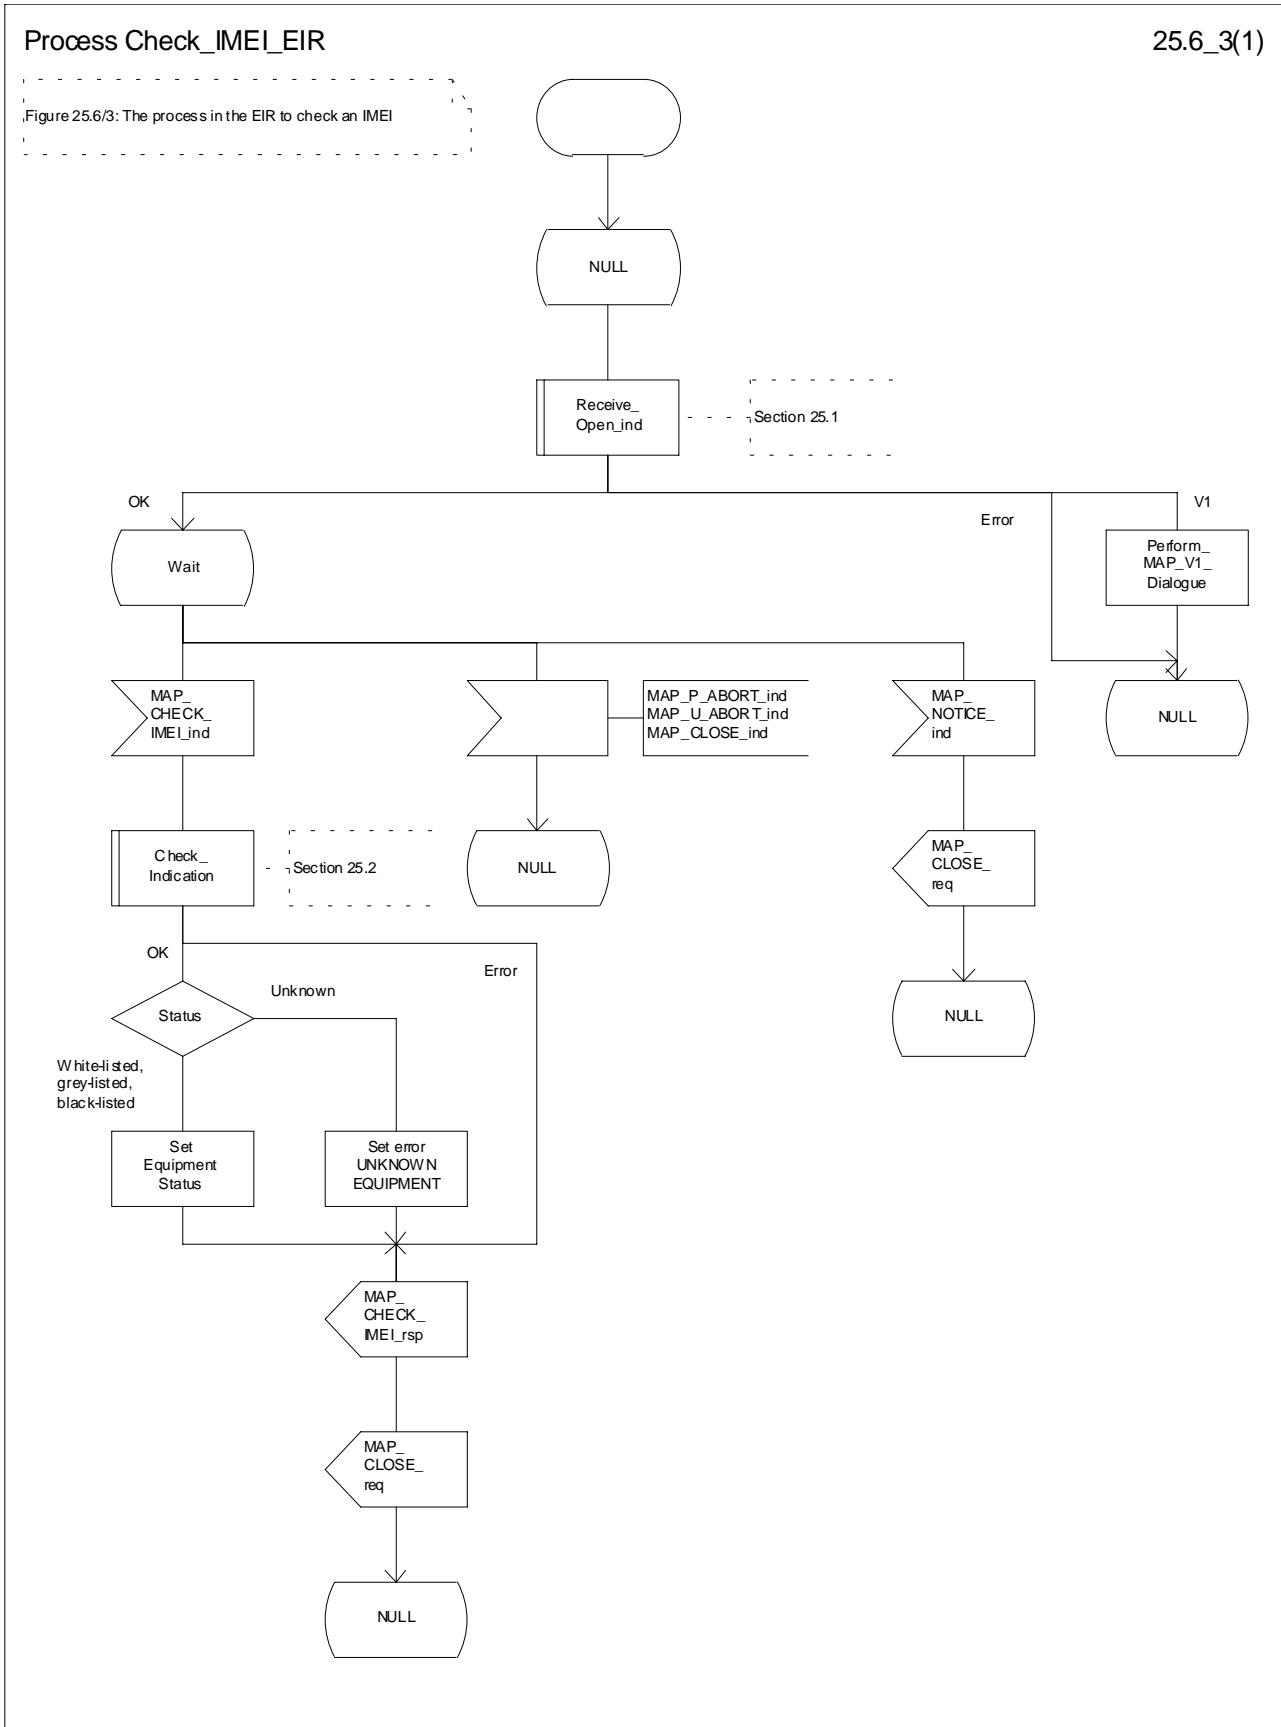 Process Check_IMEI_EIR
25.6_3(1)
Figure 25.6/3: The process in the EIR to check an IMEI
NULL
Receive_
Open_ind
Section 25.1
OK
Error
V1
Wait
Perform_
MAP_V1_
Dialogue
MAP_
CHECK_
IMEI_ind
MAP_P_ABORT_ind
MAP_U_ABORT_ind
MAP_CLOSE_ind
MAP_
NOTICE_
ind
NULL
Check_
Indication
Section 25.2
NULL
MAP_
CLOSE_
req
OK
Error
Unknown
Status
NULL
White-listed,
grey-listed,
black-listed
Set
Equipment
Status
Set error
UNKNOWN
EQUIPMENT
MAP_
CHECK_
IMEI_rsp
MAP_
CLOSE_
req
NULL